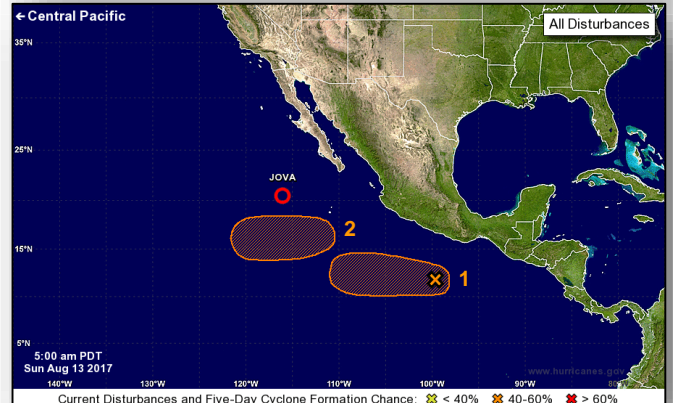 ← Central Pacific
All Disturbances
35°N
25°N
JOVA
2
15°N
1
5°N
5:00 am PDT
Sun Aug 13 2017
www.hurricanes.gov
140°W 130°W 120°W 110°W 100°W 90°W 80°
Current Disturbances and Five-Day Cyclone Formation Chance: < 40% 40-60% > 60%